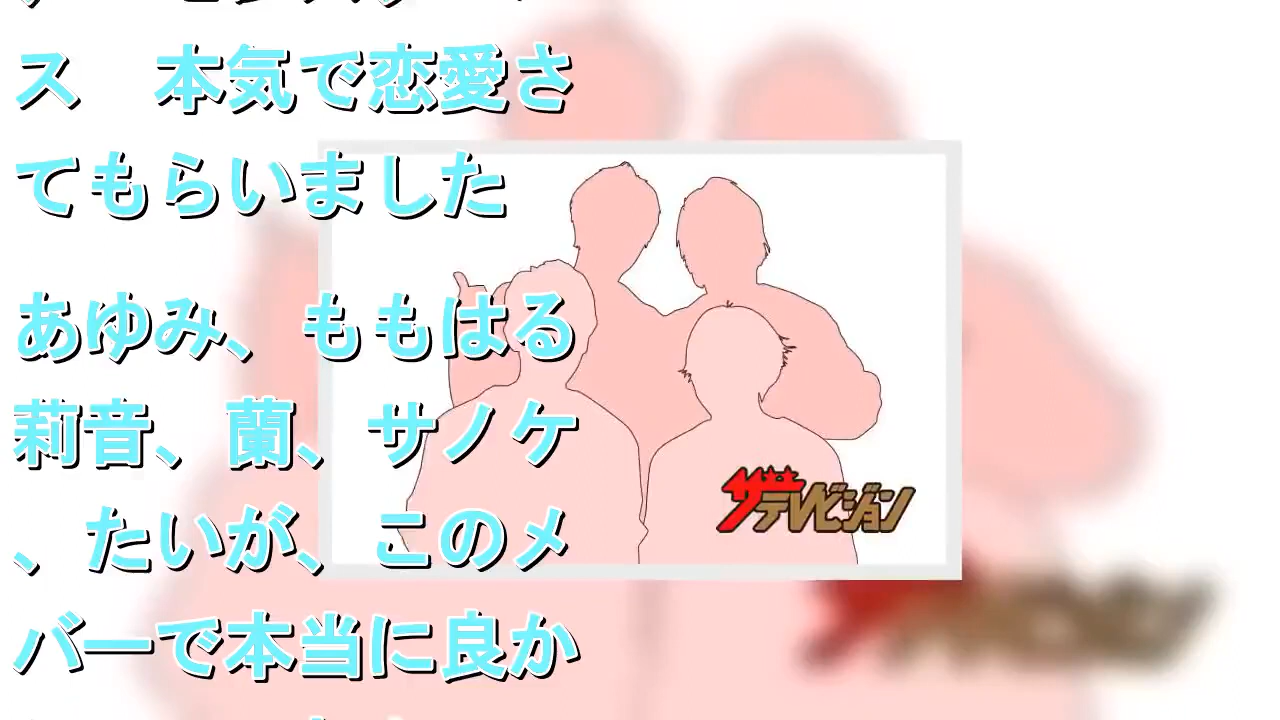 ス　本気で恋愛さ
てもらいました
あゆみ、ももはる
莉音、蘭、サノケ
、たいが、このメ
バーで本当に良か
ザテレビジョン